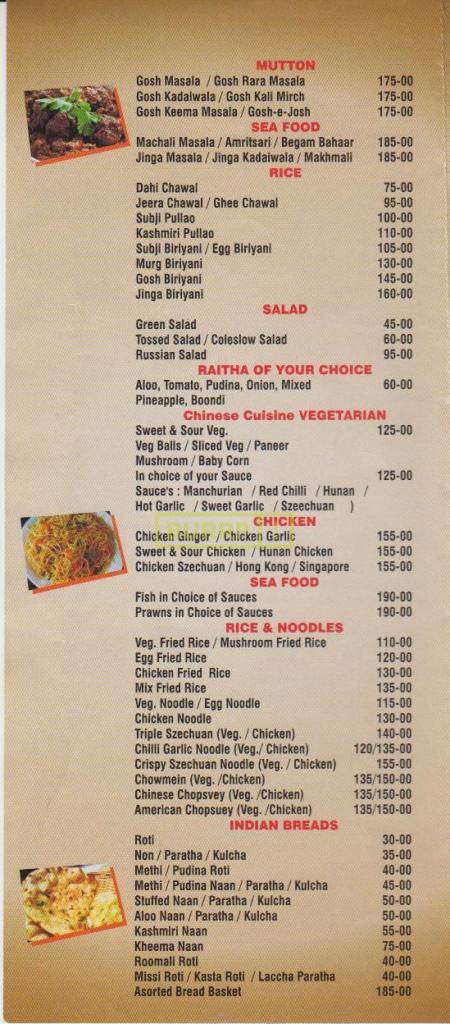 MUTTON
Gosh Masala / Gosh Rara Masala 175-00
Gosh Kadaiwala / Gosh Kali Mirch 175-00
Gosh Keema Masala / Gosh-e-Josh 175-00
SEA FOOD
Machali Masala / Amritsari / Begam Bahaar 185-00
Jinga Masala / Jinga Kadaiwala / Makhmali 185-00
RICE
Dahi Chawal 75-00
Jeera Chawal / Ghee Chawal 95-00
Subji Pullao 100-00
Kashmiri Pullao 110-00
Subji Biriyani / Egg Biriyani 105-00
Murg Biriyani 130-00
Gosh Biriyani 145-00
Jinga Biriyani 160-00
SALAD
Green Salad 45-00
Tossed Salad / Coleslow Salad 60-00
Russian Salad 95-00
RAITHA OF YOUR CHOICE
Aloo, Tomato, Pudina, Onion, Mixed 60-00
Pineapple, Boondi
Chinese Cuisine VEGETARIAN
Sweet & Sour Veg. 125-00
Veg Balls / Sliced Veg / Paneer
Mushroom / Baby Corn
In choice of your Sauce 125-00
Sauce's : Manchurian / Red Chilli / Hunan /
Hot Garlic / Sweet Garlic / Szeechuan )
CHICKEN
Chicken Ginger / Chicken Garlic 155-00
Sweet & Sour Chicken / Hunan Chicken 155-00
Chicken Szechuan / Hong Kong / Singapore 155-00
SEA FOOD
Fish in Choice of Sauces 190-00
Prawns in Choice of Sauces 190-00
RICE & NOODLES
Veg. Fried Rice / Mushroom Fried Rice 110-00
Egg Fried Rice 120-00
Chicken Fried Rice 130-00
Mix Fried Rice 135-00
Veg. Noodle / Egg Noodle 115-00
Chicken Noodle 130-00
Triple Szechuan (Veg. / Chicken) 140-00
Chilli Garlic Noodle (Veg./ Chicken) 120/135-00
Crispy Szechuan Noodle (Veg. / Chicken) 155-00
Chowmein (Veg. /Chicken) 135/150-00
Chinese Chopsvey (Veg. /Chicken) 135/150-00
American Chopsuey (Veg. /Chicken) 135/150-00
INDIAN BREADS
Roti 30-00
Non / Paratha / Kulcha 35-00
Methi / Pudina Roti 40-00
Methi / Pudina Naan / Paratha / Kulcha 45-00
Stuffed Naan / Paratha / Kulcha 50-00
Aloo Naan / Paratha / Kulcha 50-00
Kashmiri Naan 55-00
Kheema Naan 75-00
Roomali Roti 40-00
Missi Roti / Kasta Roti / Laccha Paratha 40-00
Asorted Bread Basket 185-00